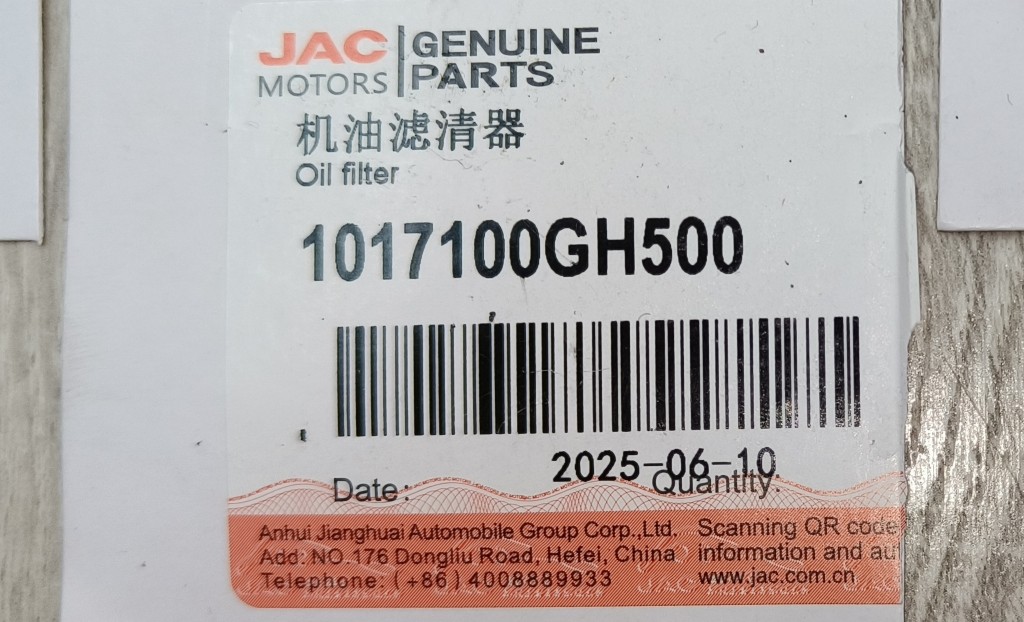 JAC MOTORS | GENUINE PARTS
机油滤清器
Oil filter
1017100GH500
2025-06-10
Date: Quantity:
Anhui Jianghuai Automobile Group Corp.,Ltd.
Add: NO.176 Dongliu Road, Hefei, China
Telephone: (+86)4008889933
Scanning QR code
information and au
www.jac.com.cn